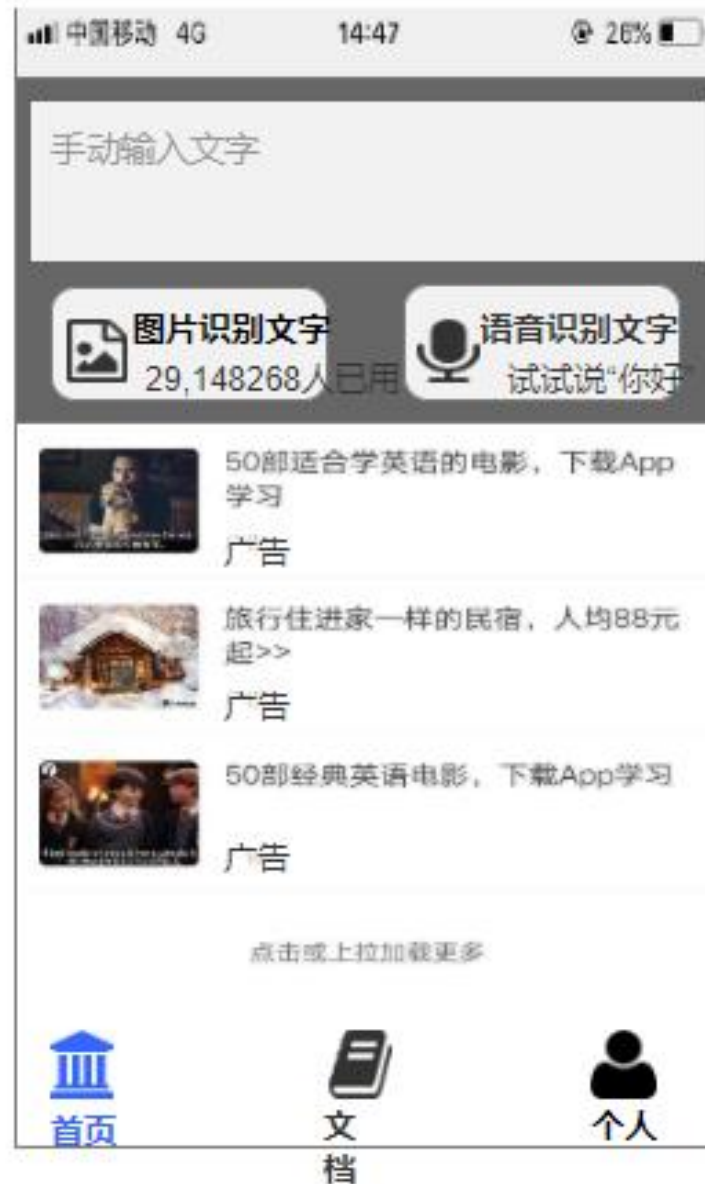 中国移动 4G 14:47 26%
手动输入文字
图片识别文字
29,148268人已用
语音识别文字
试试说“你好”
50部适合学英语的电影，下载App
学习
广告
旅行住进家一样的民宿，人均88元
起>>
广告
50部经典英语电影，下载App学习
广告
点击或上拉加载更多
首页
文
档
个人